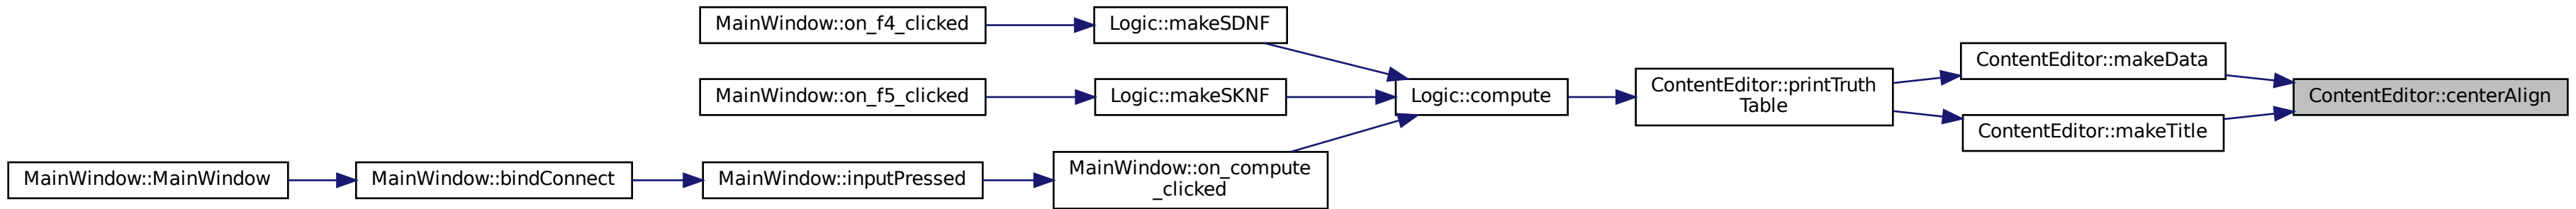 MainWindow::on_f4_clicked
Logic::makeSDNF
ContentEditor::makeData
MainWindow::on_f5_clicked
Logic::makeSKNF
Logic::compute
ContentEditor::printTruth
Table
ContentEditor::centerAlign
ContentEditor::makeTitle
MainWindow::MainWindow
MainWindow::bindConnect
MainWindow::inputPressed
MainWindow::on_compute
_clicked